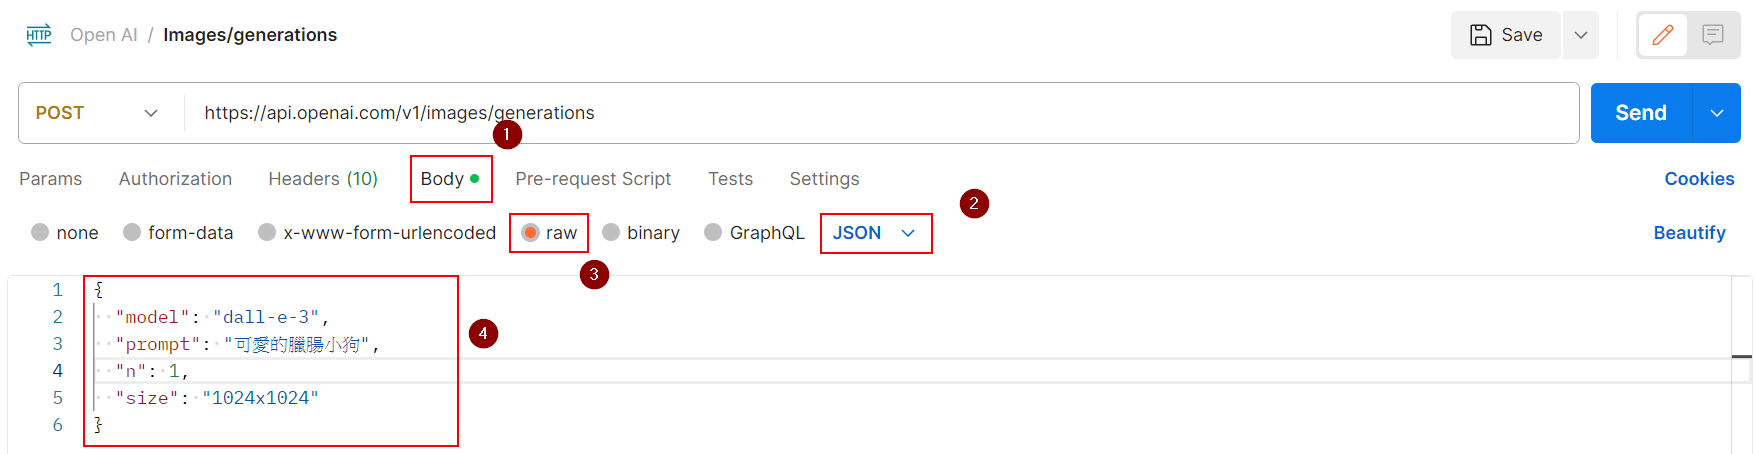 HTTP Open AI / Images/generations Save
POST https://api.openai.com/v1/images/generations Send
1
Params Authorization Headers (10) Body Pre-request Script Tests Settings Cookies
2
none form-data x-www-form-urlencoded raw binary GraphQL JSON Beautify
3
1 {
2 "model": "dall-e-3",
3 "prompt": "可愛的臘腸小狗",
4
4 "n": 1,
5 "size": "1024x1024"
6 }